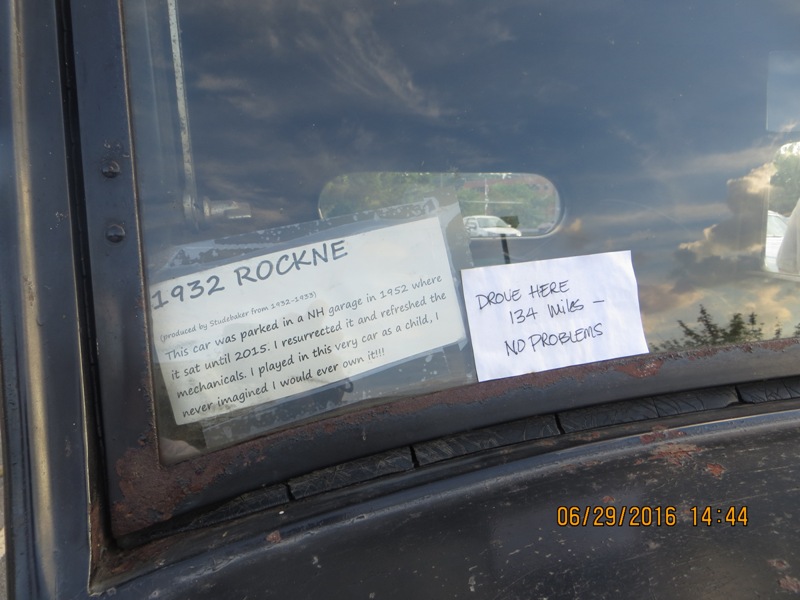 1932 ROCKNE
(produced by Studebaker from 1932-1933)
This car was parked in a NH garage in 1952 where
it sat until 2015. I resurrected it and refreshed the
mechanicals. I played in this very car as a child, I
never imagined I would ever own it!!!
DROVE HERE
134 MILES –
NO PROBLEMS
06/29/2016 14:44